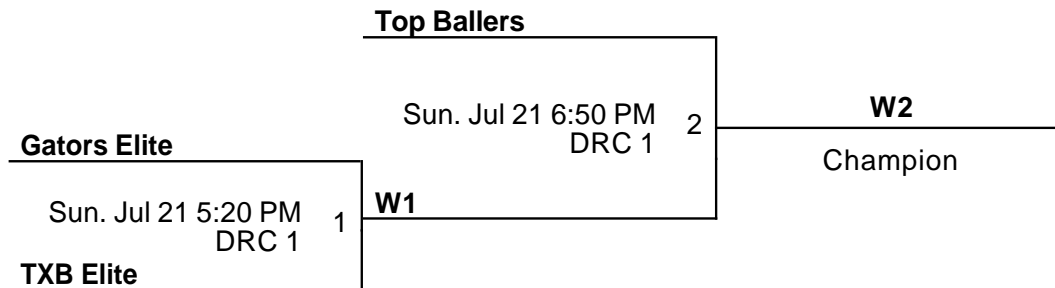 Top Ballers
Sun. Jul 21 6:50 PM
DRC 1
2
W2
Champion
Gators Elite
Sun. Jul 21 5:20 PM
DRC 1
1
W1
TXB Elite